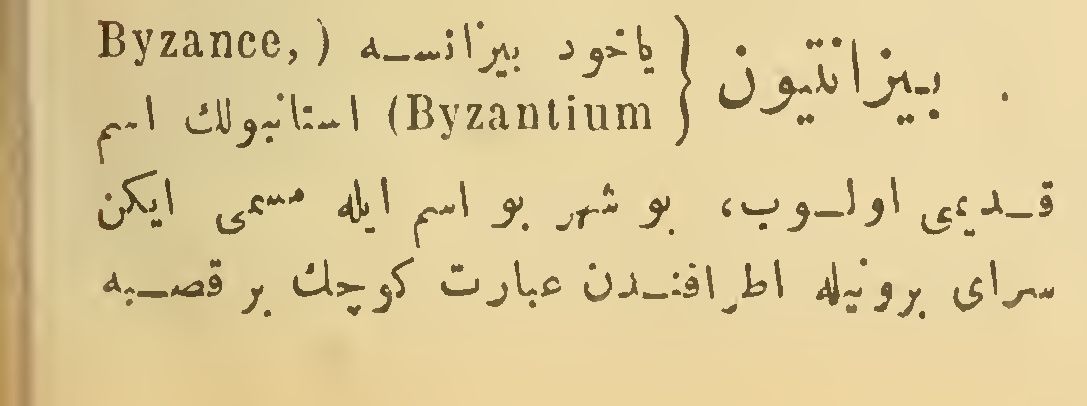 بیزانتیون { یاخود بیزانسه ( Byzance,
Byzantium) استانبولك اسم
قدیمی اولوب، بو شهر بو اسم ایله مسمی ایكن
سرای برونیله اطرافندن عبارت كوچك بر قصبه